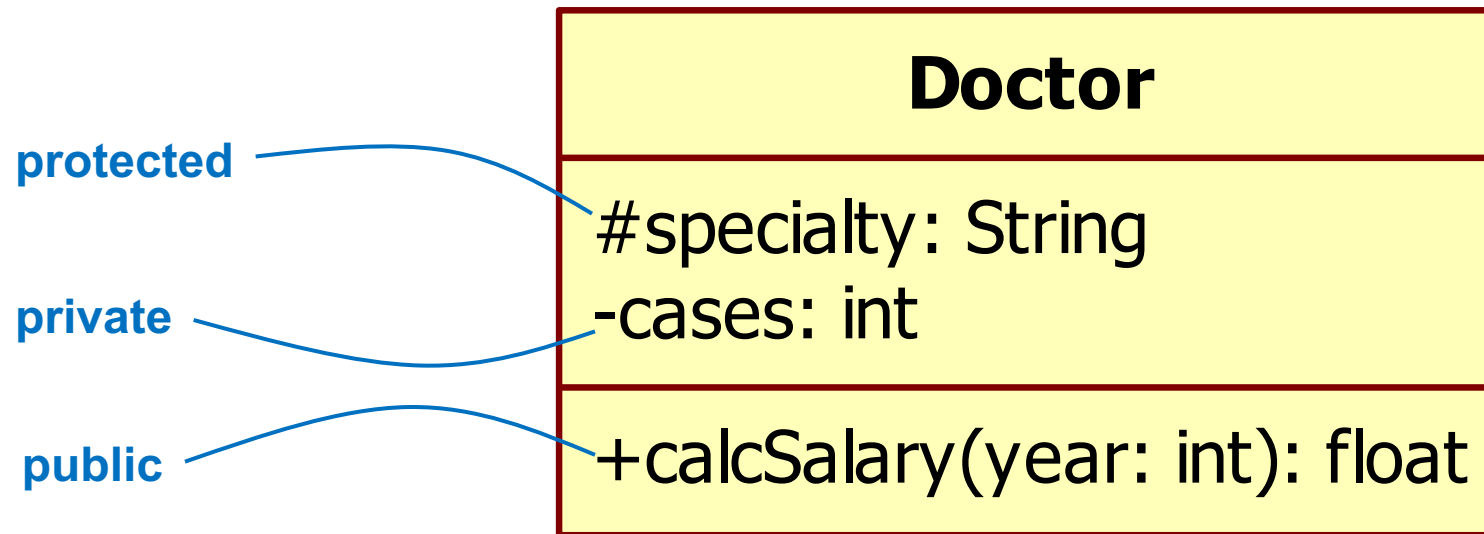 Doctor
protected
#specialty: String
private
-cases: int
public
+calcSalary(year: int): float